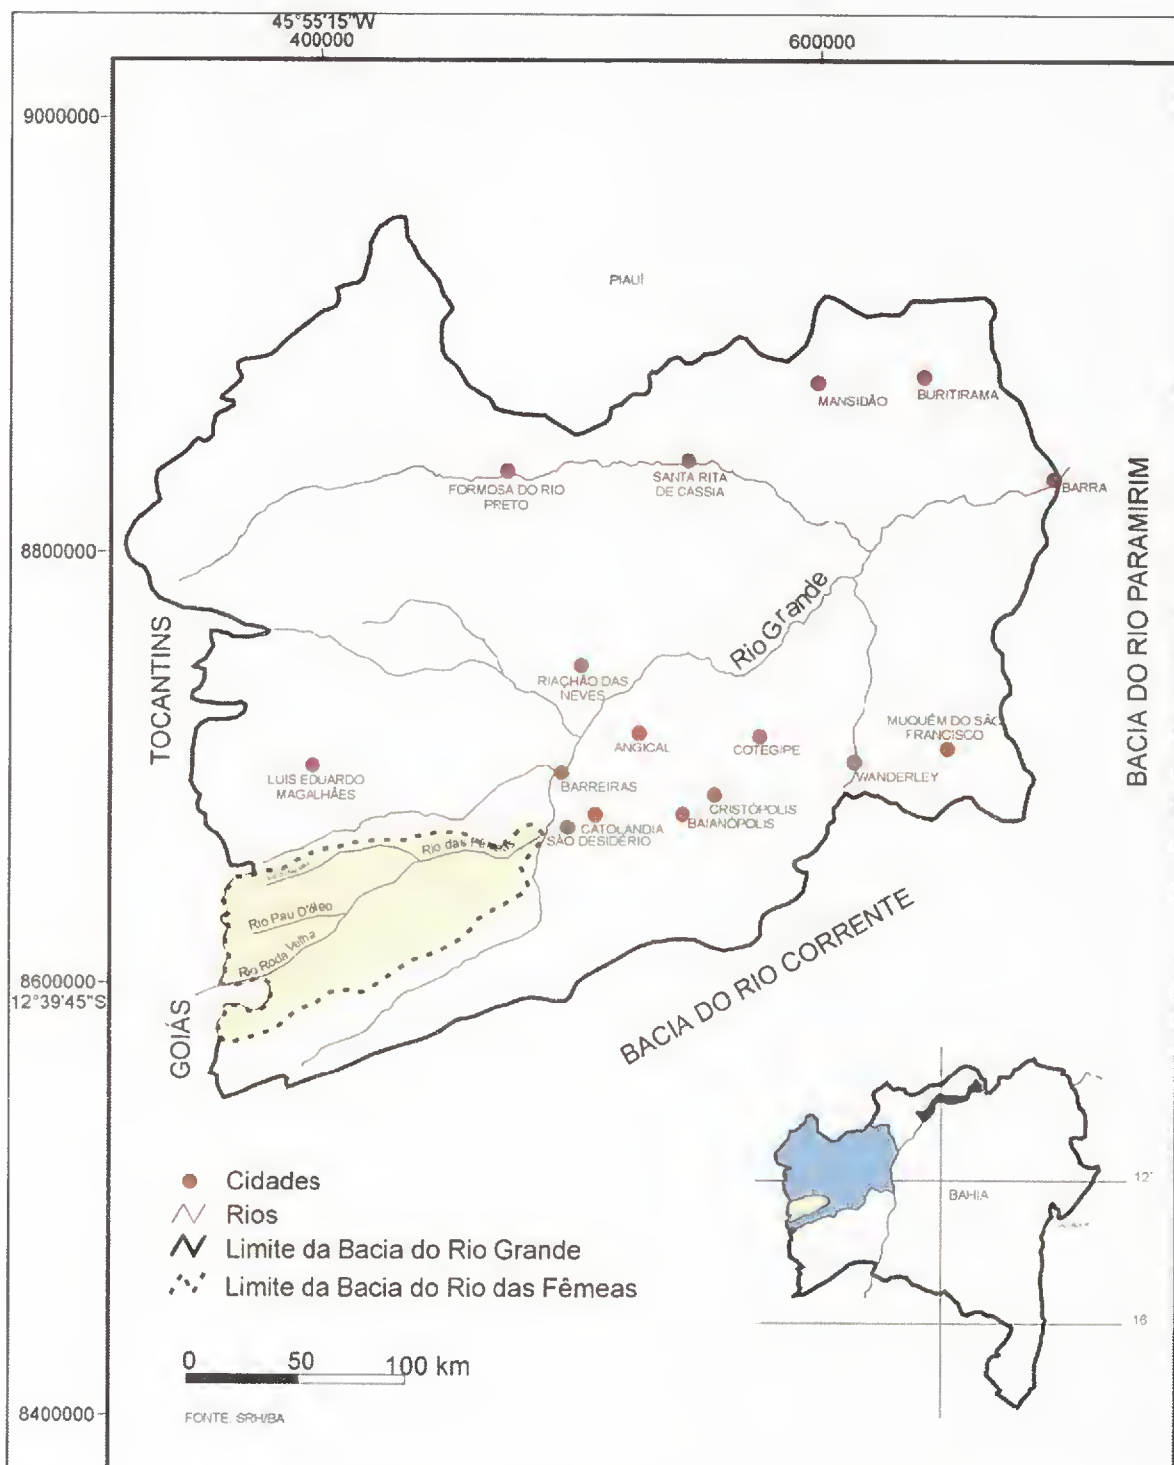 45°55'15"W
400000
600000
9000000
PIAUÍ
MANSIDÃO
BURITIRAMA
FORMOSA DO RIO
PRETO
SANTA RITA
DE CÁSSIA
BARRA
8800000
Rio Grande
BACIA DO RIO PARAMIRIM
TOCANTINS
RIACHÃO DAS
NEVES
ANGICAL
COTEGIPE
MUQUÉM DO SÃO
FRANCISCO
LUIS EDUARDO
MAGALHÃES
BARREIRAS
WANDERLEY
CRISTÓPOLIS
BAIANÓPOLIS
CATOLANDIA
SÃO DESIDÉRIO
Rio das Fêmeas
Rio Pau D'óleo
Rio Roda Velha
8600000
12°39'45"S
GOIÁS
BACIA DO RIO CORRENTE
Cidades
Rios
Limite da Bacia do Rio Grande
Limite da Bacia do Rio das Fêmeas
12°
BAHIA
16
0 50 100 km
FONTE: SRH/BA
8400000